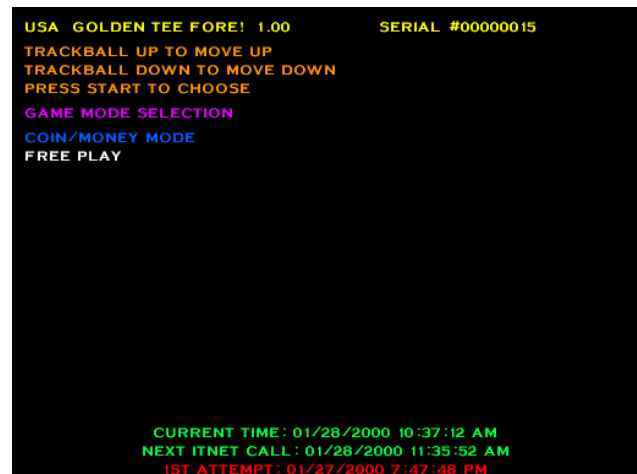 USA GOLDEN TEE FORE! 1.00 SERIAL #00000015
TRACKBALL UP TO MOVE UP
TRACKBALL DOWN TO MOVE DOWN
PRESS START TO CHOOSE
GAME MODE SELECTION
COIN/MONEY MODE
FREE PLAY
CURRENT TIME: 01/28/2000 10:37:12 AM
NEXT ITNET CALL: 01/28/2000 11:35:52 AM
1ST ATTEMPT: 01/27/2000 7:47:48 PM